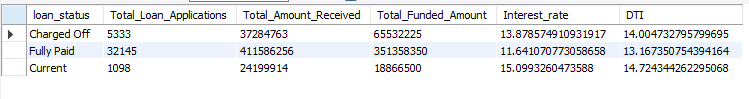 loan_status Total_Loan_Applications Total_Amount_Received Total_Funded_Amount Interest_rate DTI
Charged Off 5333 37284763 65532225 13.878574910931917 14.004732795799695
Fully Paid 32145 411586256 351358350 11.641070773058658 13.167350754394164
Current 1098 24199914 18866500 15.0993260473588 14.724344262295068